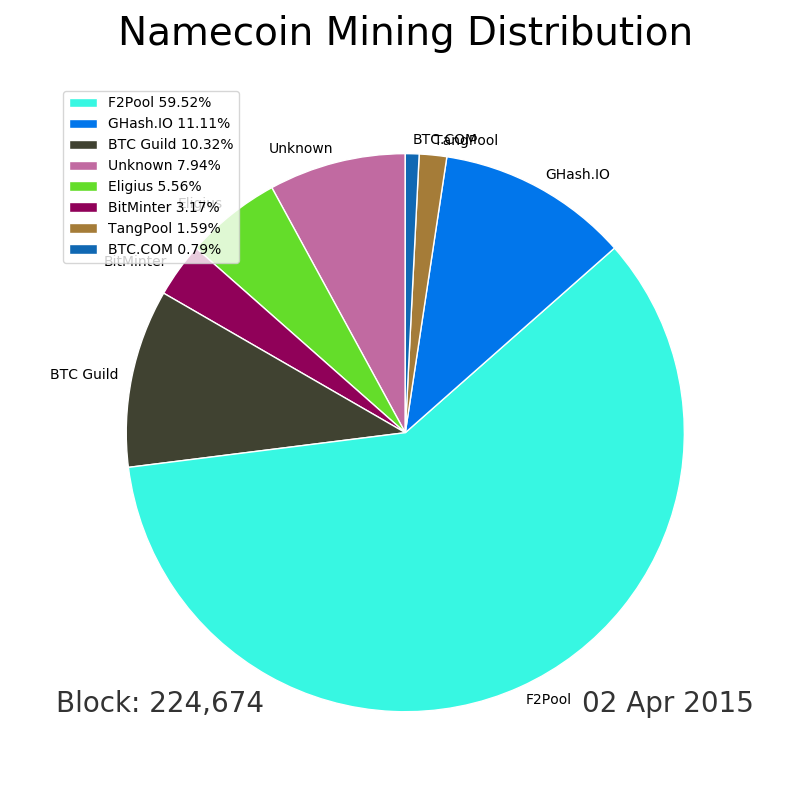 Namecoin Mining Distribution
F2Pool 59.52%
GHash.IO 11.11%
BTC Guild 10.32%
Unknown 7.94%
Eligius 5.56%
BitMinter 3.17%
TangPool 1.59%
BTC.COM 0.79%
BTC.COM
TangPool
Unknown
GHash.IO
Eligius
BitMinter
BTC Guild
F2Pool
Block: 224,674
02 Apr 2015